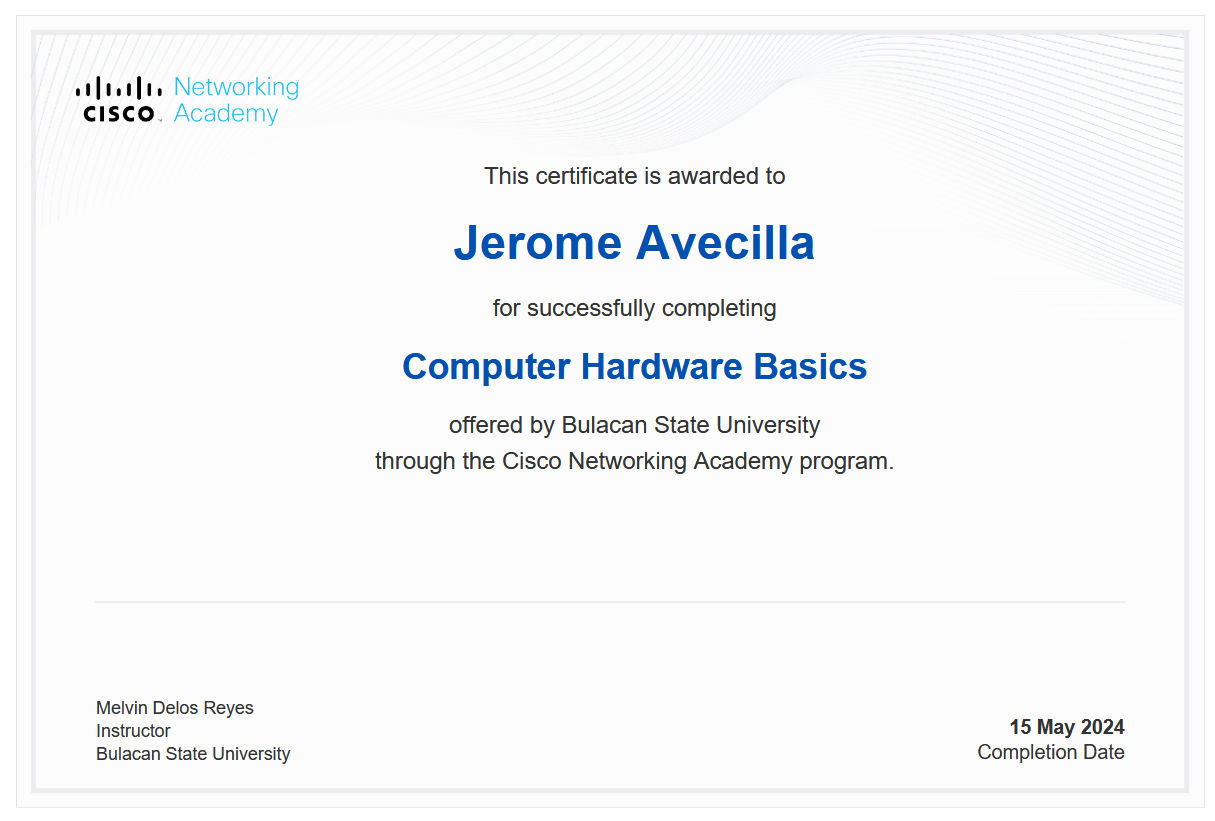 Networking
Academy
CISCO
This certificate is awarded to
Jerome Avecilla
for successfully completing
Computer Hardware Basics
offered by Bulacan State University
through the Cisco Networking Academy program.
Melvin Delos Reyes
Instructor
Bulacan State University
15 May 2024
Completion Date